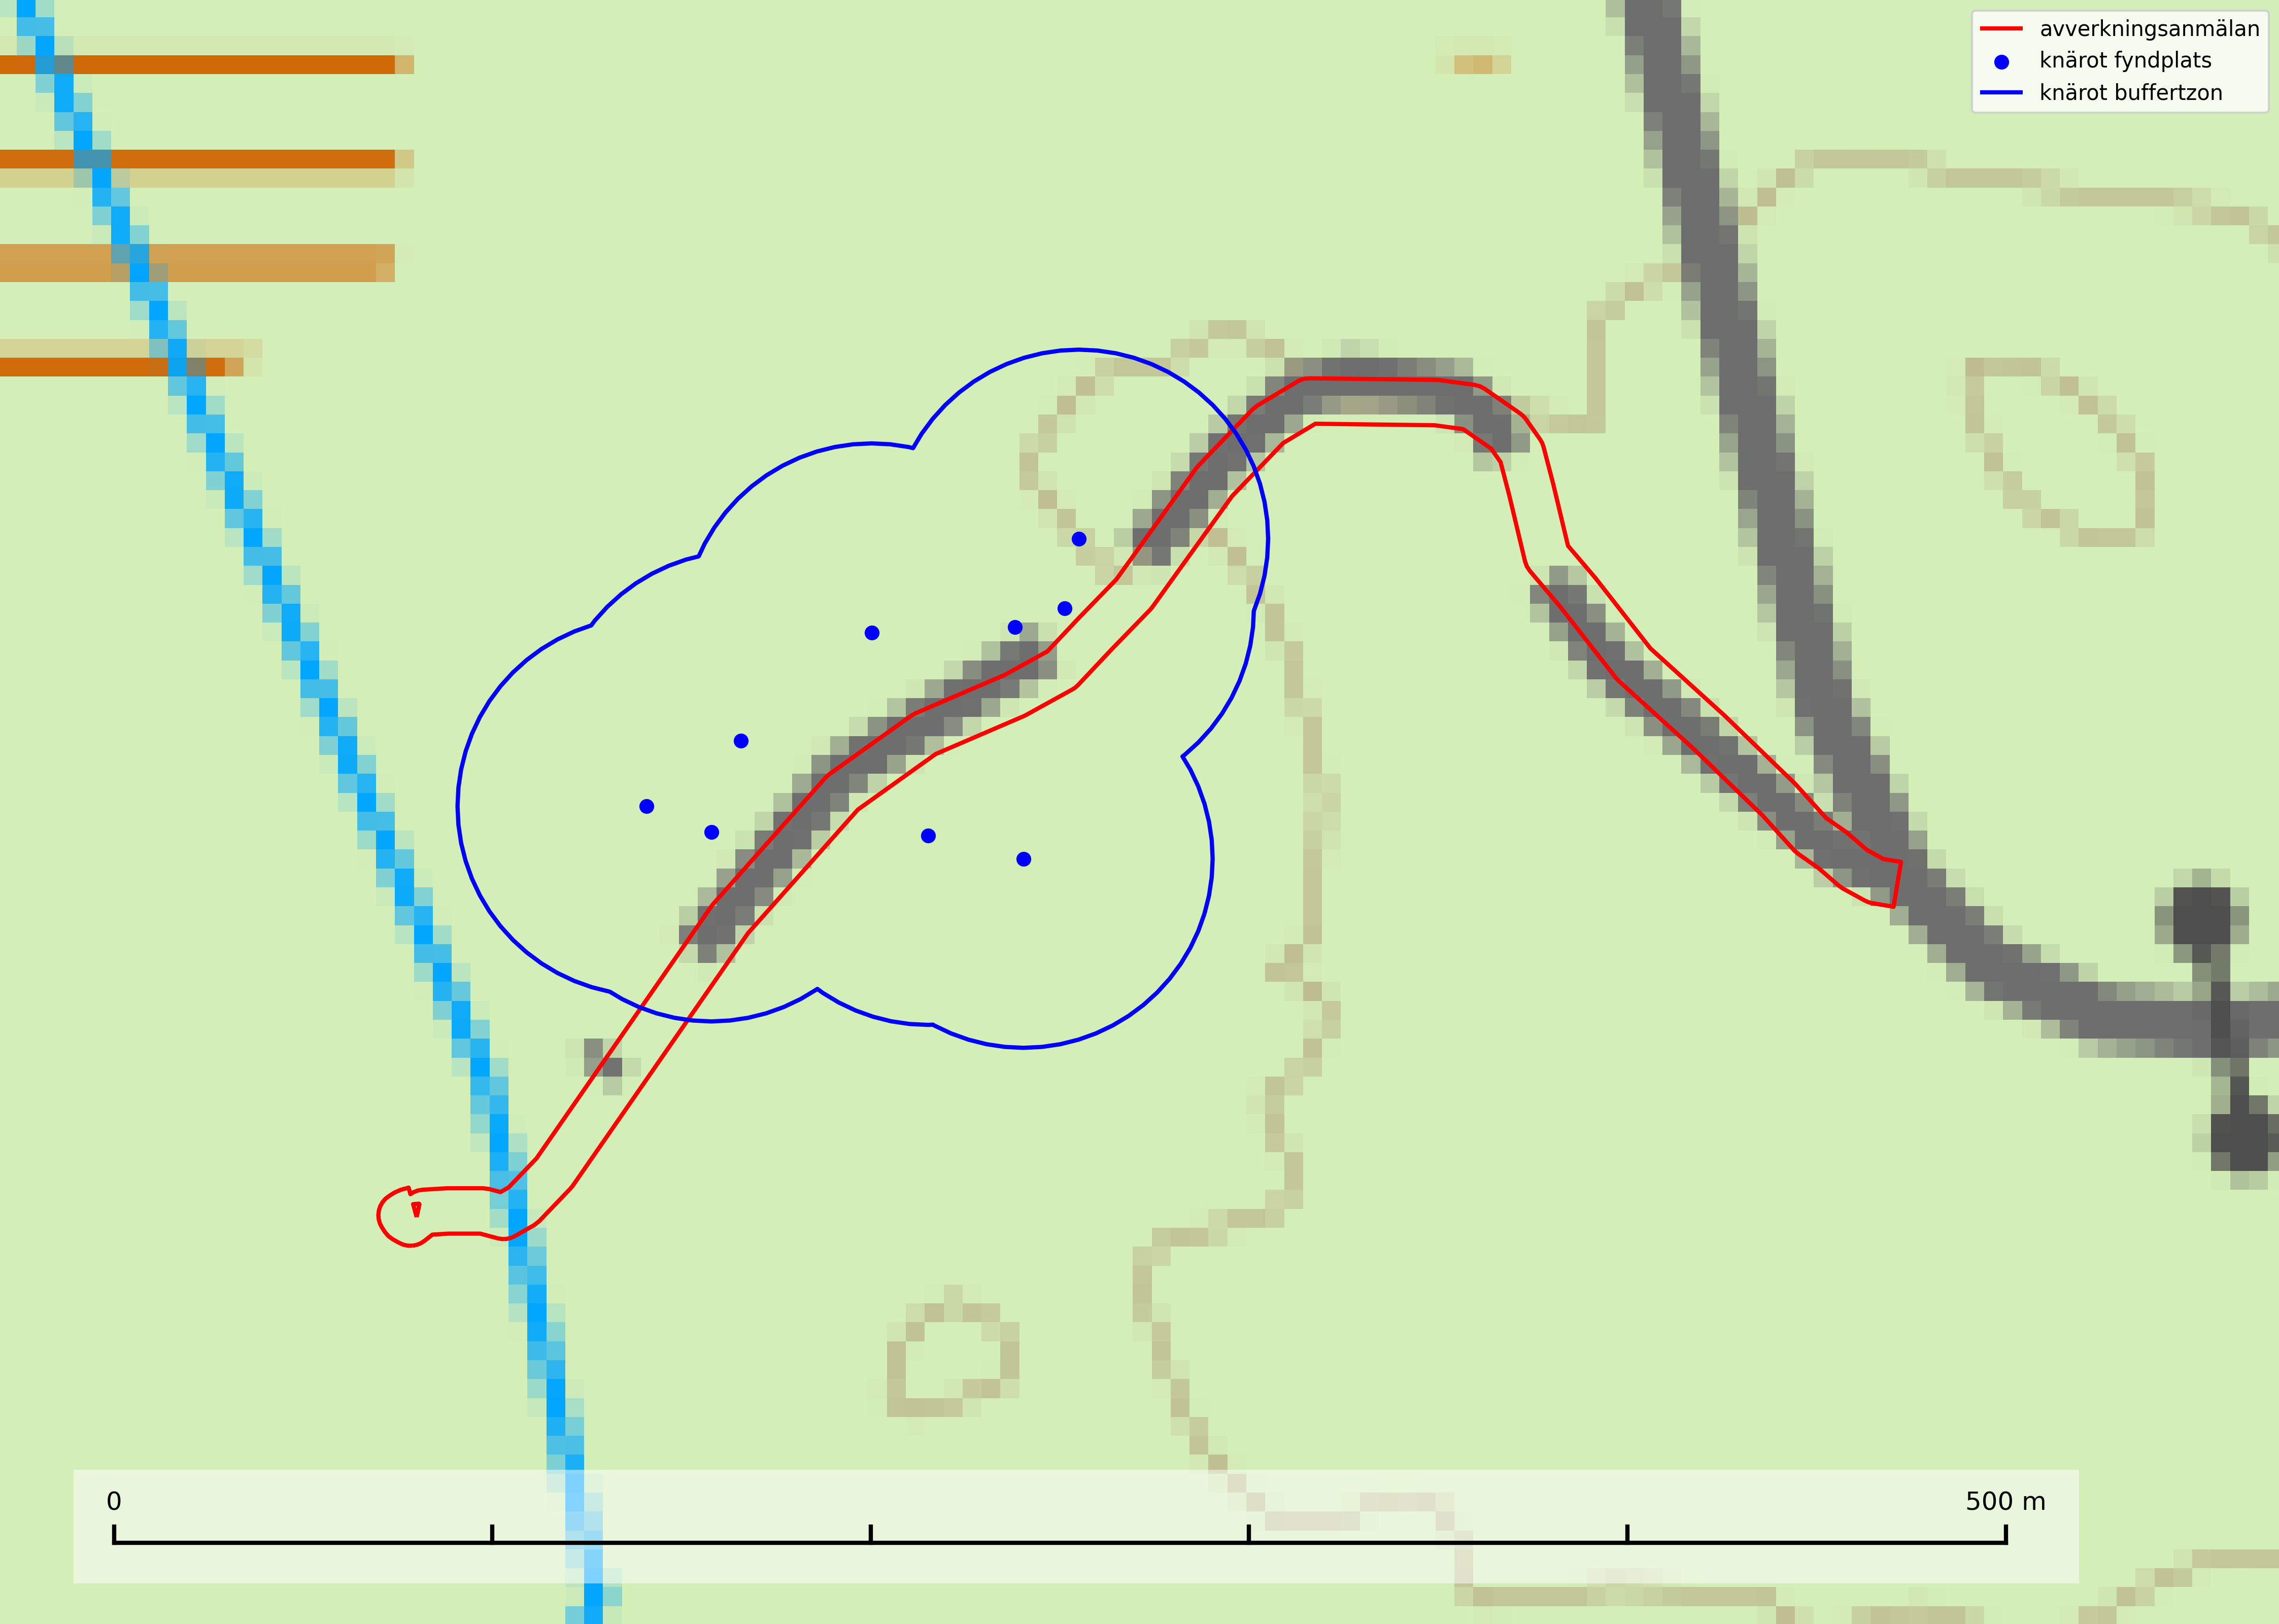 avverkningsanmälan
knärot fyndplats
knärot buffertzon
0
500 m